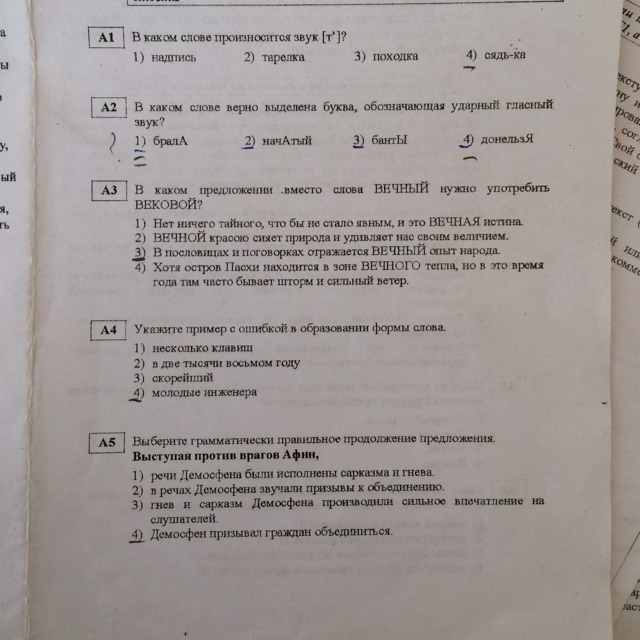 А1 В каком слове произносится звук [т']?
1) надпись 2) тарелка 3) походка 4) сядь-ка
А2 В каком слове верно выделена буква, обозначающая ударный гласный
звук?
1) бралА 2) начАтый 3) бантЫ 4) донельзЯ
А3 В каком предложении вместо слова ВЕЧНЫЙ нужно употребить
ВЕКОВОЙ?
1) Нет ничего тайного, что бы не стало явным, и это ВЕЧНАЯ истина.
2) ВЕЧНОЙ красою сияет природа и удивляет нас своим величием.
3) В пословицах и поговорках отражается ВЕЧНЫЙ опыт народа.
4) Хотя остров Пасхи находится в зоне ВЕЧНОГО тепла, но в это время
года там часто бывает шторм и сильный ветер.
А4 Укажите пример с ошибкой в образовании формы слова.
1) несколько клавиш
2) в две тысячи восьмом году
3) скорейший
4) молодые инженера
А5 Выберите грамматически правильное продолжение предложения.
Выступая против врагов Афин,
1) речи Демосфена были исполнены сарказма и гнева.
2) в речах Демосфена звучали призывы к объединению.
3) гнев и сарказм Демосфена производили сильное впечатление на
слушателей.
4) Демосфен призывал граждан объединиться.